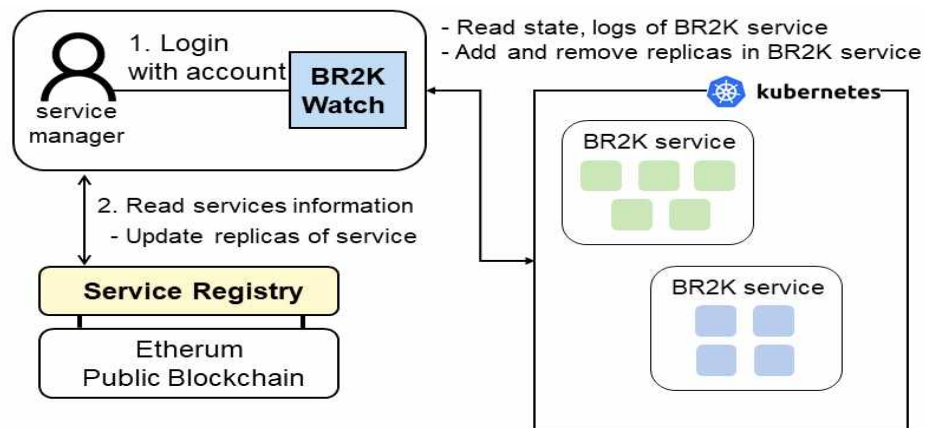 1. Login
with account
BR2K
Watch
service
manager
- Read state, logs of BR2K service
- Add and remove replicas in BR2K service
kubernetes
BR2K service
BR2K service
2. Read services information
- Update replicas of service
Service Registry
Etherum
Public Blockchain